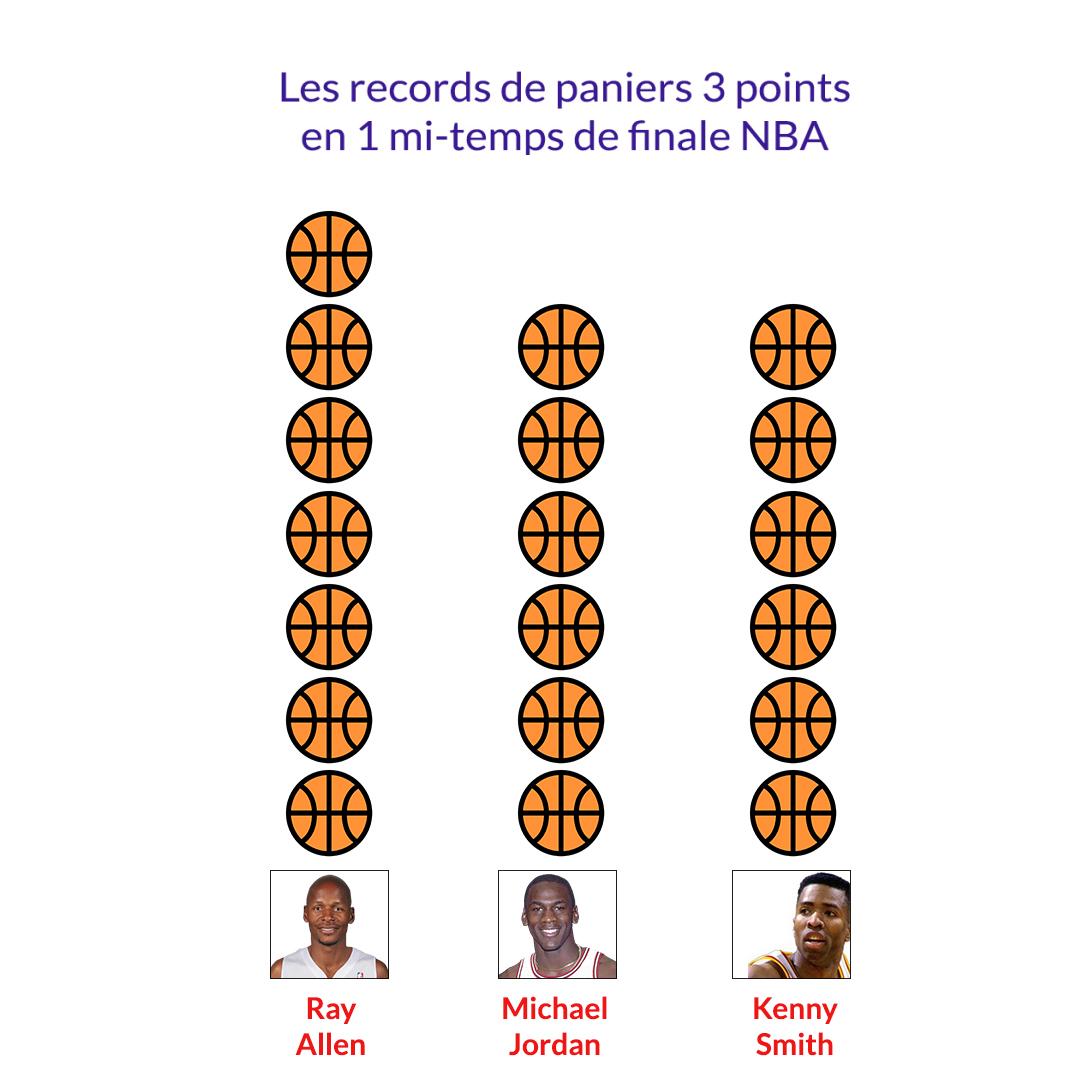 Les records de paniers 3 points
en 1 mi-temps de finale NBA
Ray
Allen
Michael
Jordan
Kenny
Smith